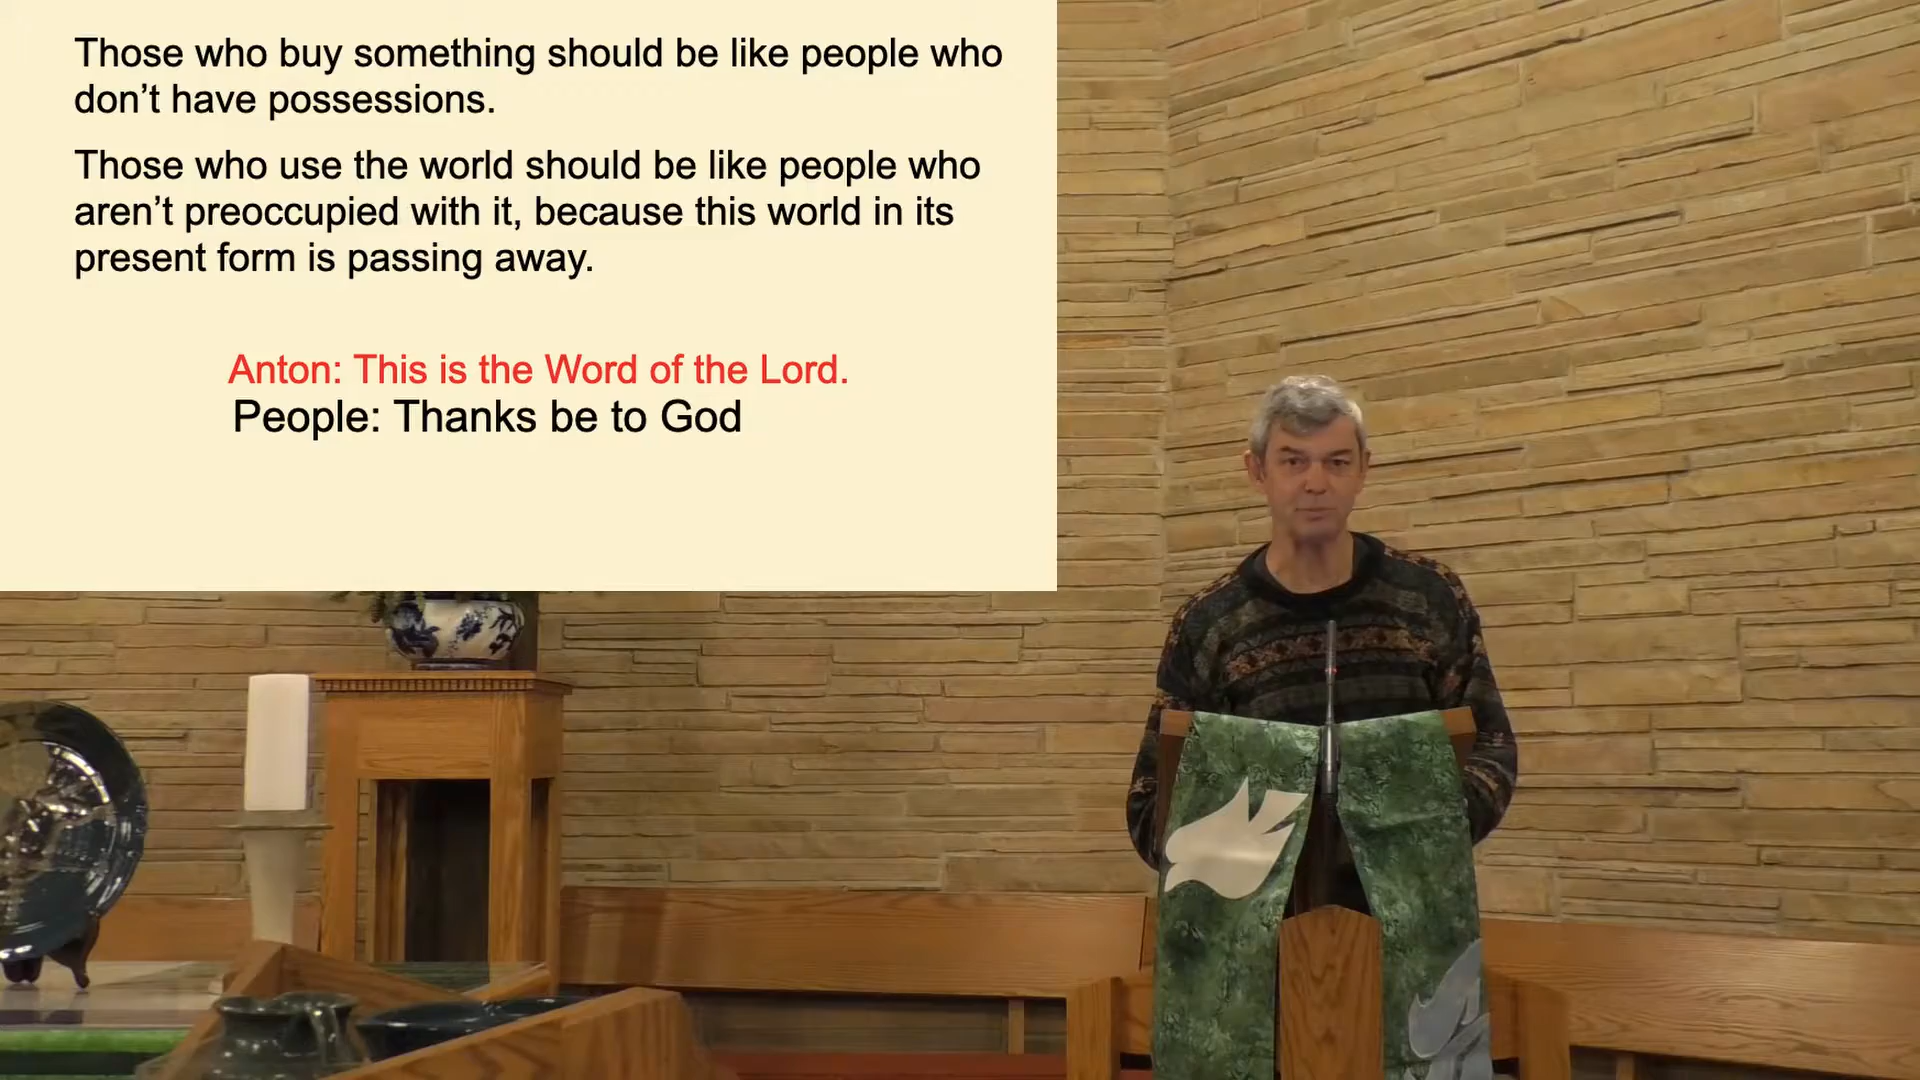 Those who buy something should be like people who
don’t have possessions.
Those who use the world should be like people who
aren’t preoccupied with it, because this world in its
present form is passing away.
Anton: This is the Word of the Lord.
People: Thanks be to God